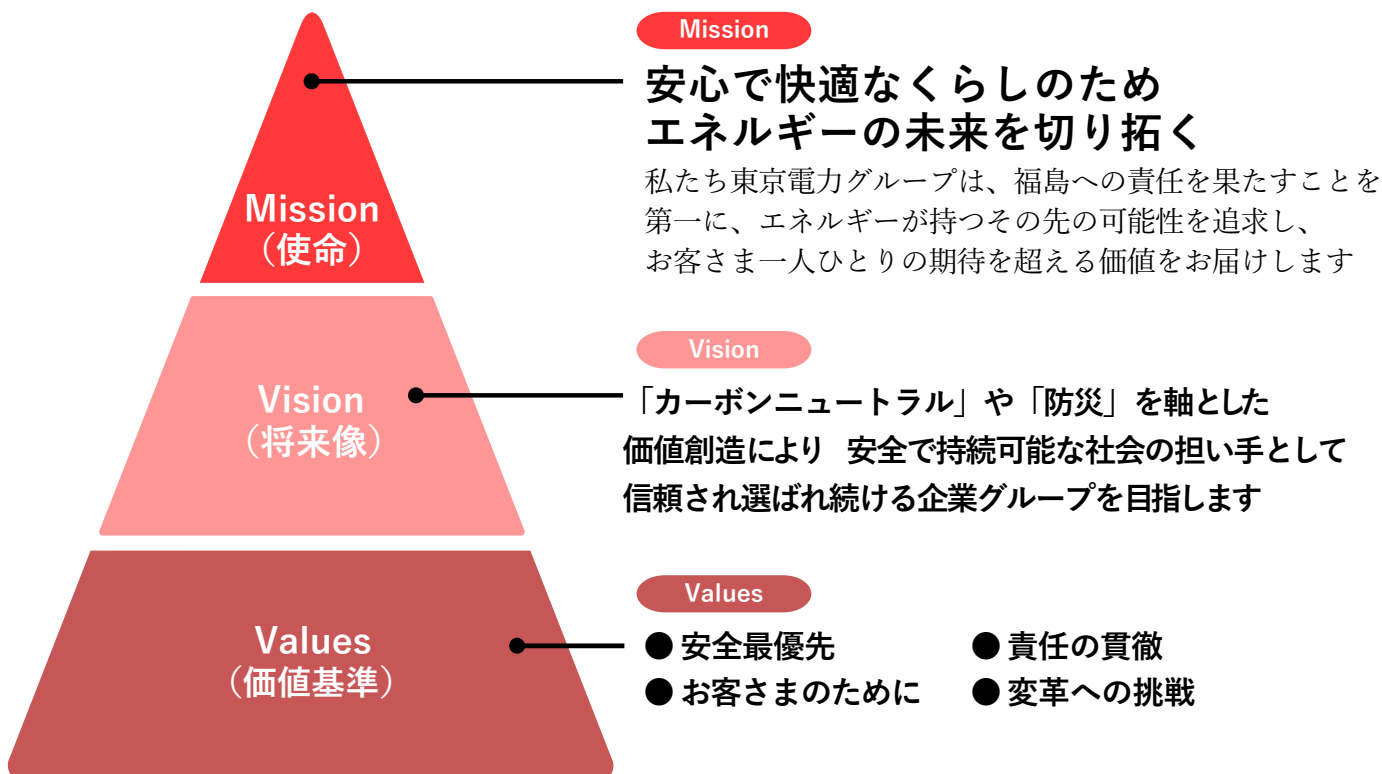 Mission
(使命)
Mission
安心で快適なくらしのため
エネルギーの未来を切り拓く
私たち東京電力グループは、福島への責任を果たすことを
第一に、エネルギーが持つその先の可能性を追求し、
お客さま一人ひとりの期待を超える価値をお届けします
Vision
(将来像)
Vision
「カーボンニュートラル」や「防災」を軸とした
価値創造により 安全で持続可能な社会の担い手として
信頼され選ばれ続ける企業グループを目指します
Values
(価値基準)
Values
●安全最優先 ●責任の貫徹
●お客さまのために ●変革への挑戦